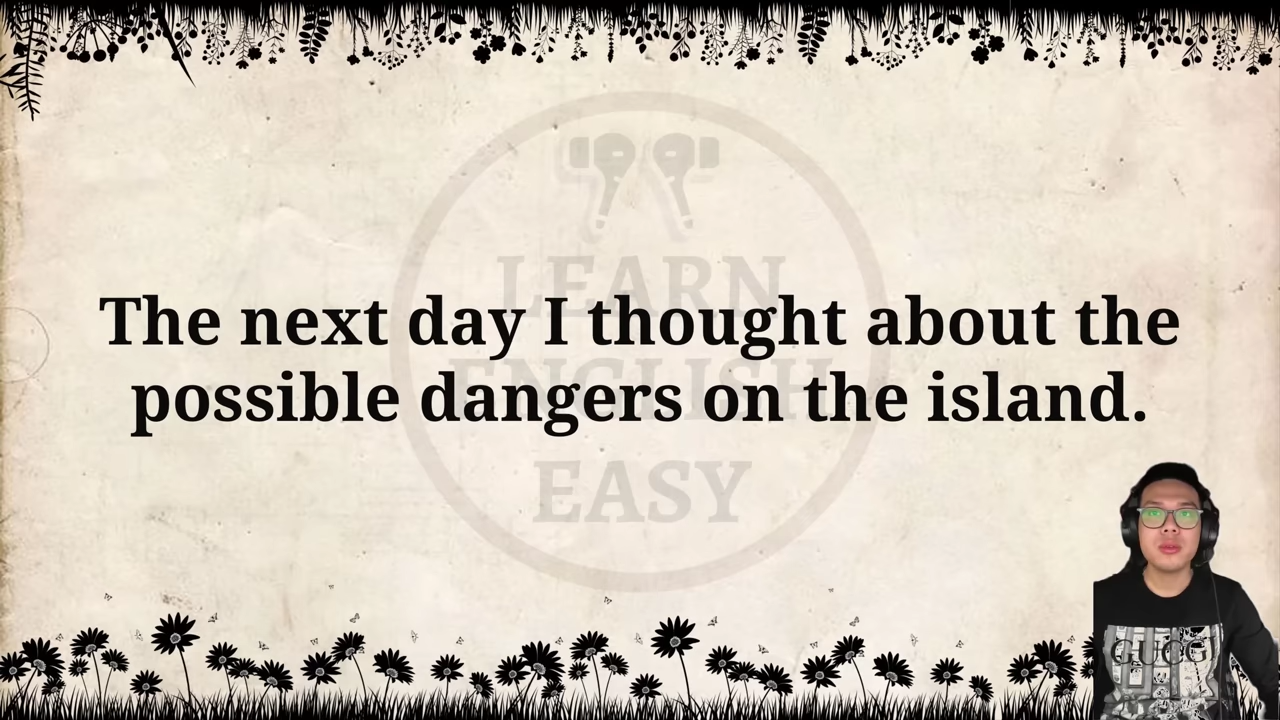 LEARN
ENGLISH
EASY
The next day I thought about the
possible dangers on the island.
GUCCI